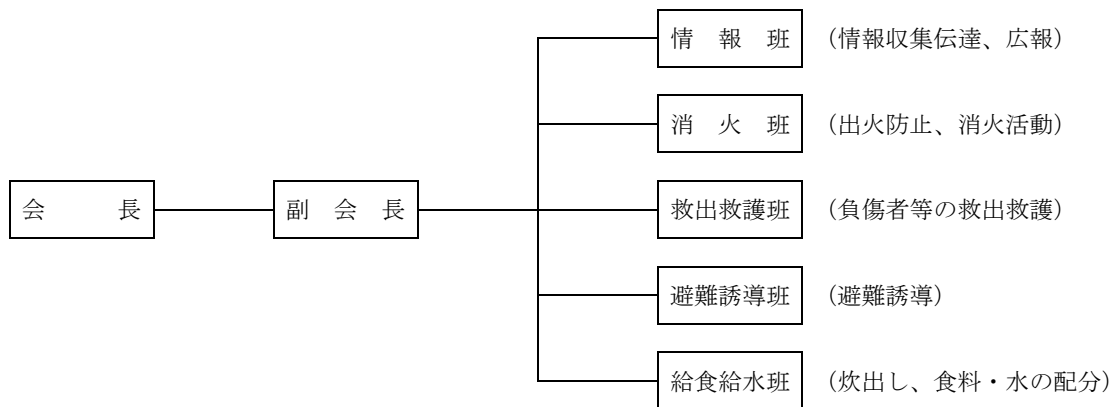 情　報　班　（情報収集伝達、広報）
消　火　班　（出火防止、消火活動）
会　　　長　副　会　長　救出救護班　（負傷者等の救出救護）
避難誘導班　（避難誘導）
給食給水班　（炊出し、食料・水の配分）